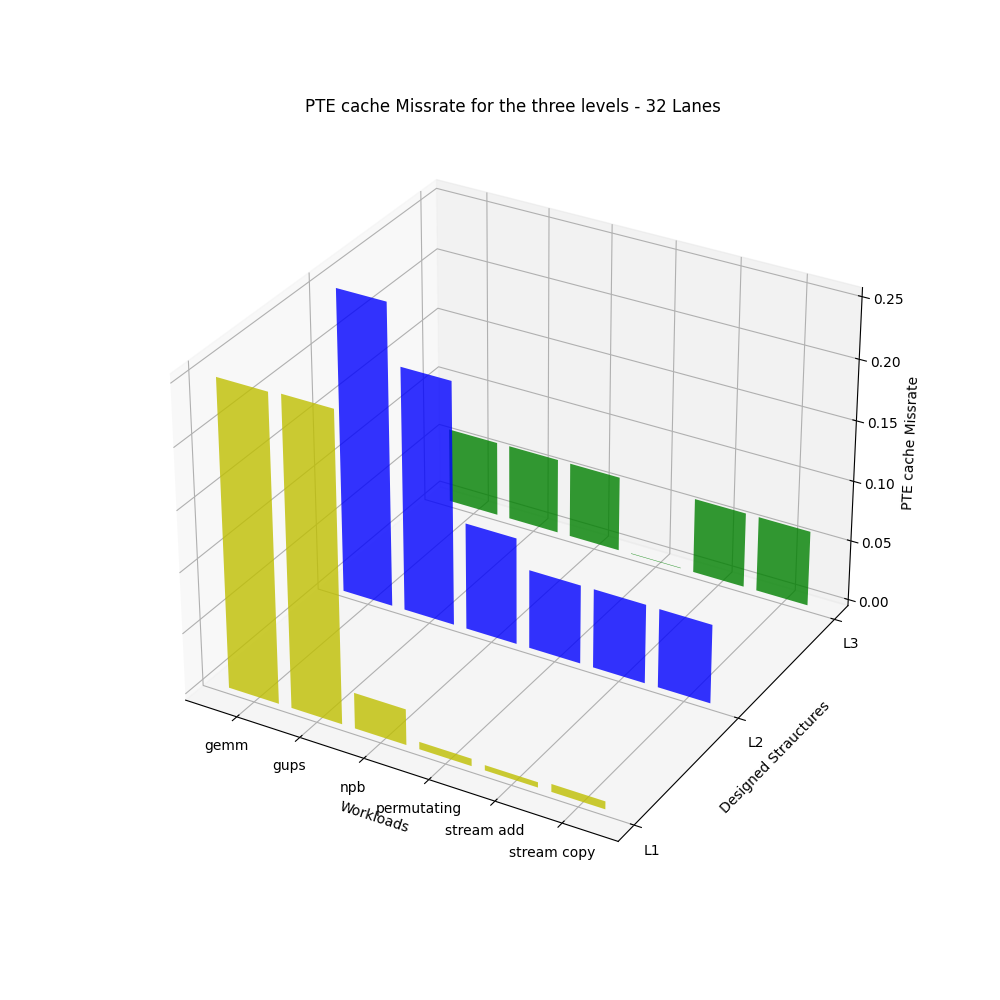 PTE cache Missrate for the three levels - 32 Lanes
0.25
0.20
0.15
0.10
0.05
0.00
PTE cache Missrate
L3
L2
L1
Designed Strauctures
gemm
gups
npb
permutating
stream add
stream copy
Workloads